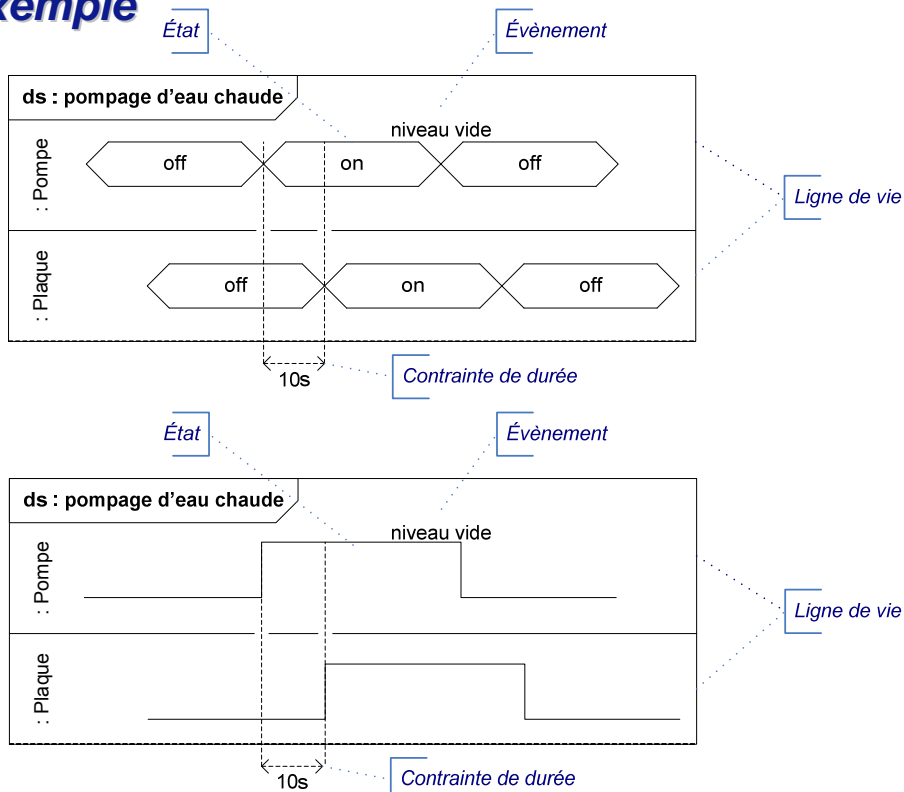 xemple
État
Évènement
ds : pompage d'eau chaude
niveau vide
: Pompe
off
on
off
Ligne de vie
: Plaque
off
on
off
10s
Contrainte de durée
État
Évènement
ds : pompage d'eau chaude
niveau vide
: Pompe
Ligne de vie
: Plaque
10s
Contrainte de durée